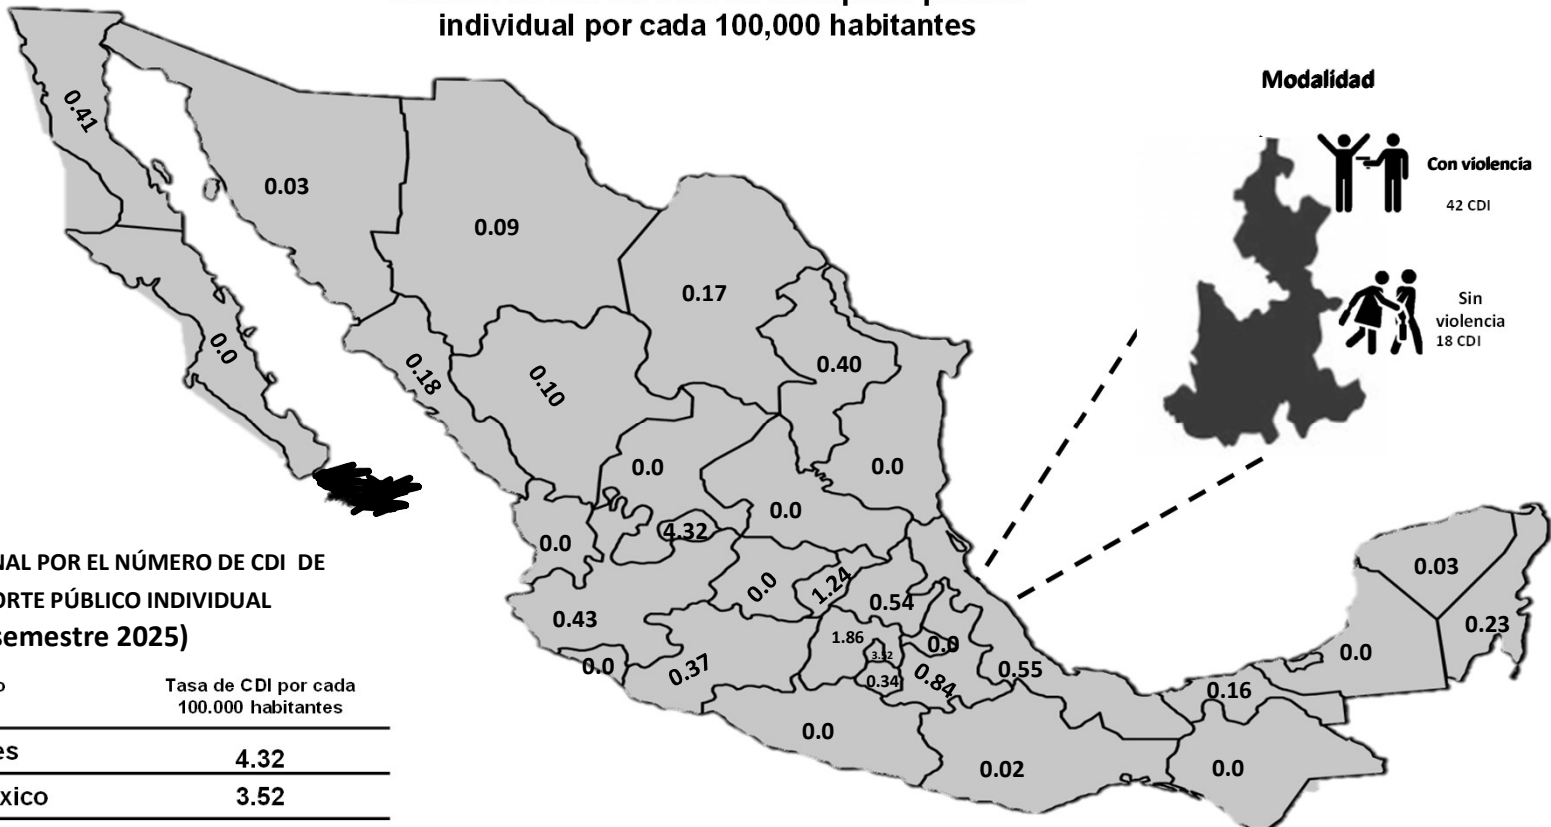 individual por cada 100,000 habitantes
Modalidad
Con violencia
42 CDI
Sin
violencia
18 CDI
0.41
0.03
0.09
0.17
0.0
0.18
0.10
0.40
0.0
0.0
0.0
4.32
0.0
0.43
0.0
1.24
0.54
0.0
0.37
1.86
3.52
0.34
0.0
0.84
0.55
0.0
0.02
0.16
0.0
0.0
0.03
0.23
NAL POR EL NÚMERO DE CDI DE
ORTE PÚBLICO INDIVIDUAL
semestre 2025)
o
Tasa de CDI por cada
100.000 habitantes
es 4.32
xico 3.52